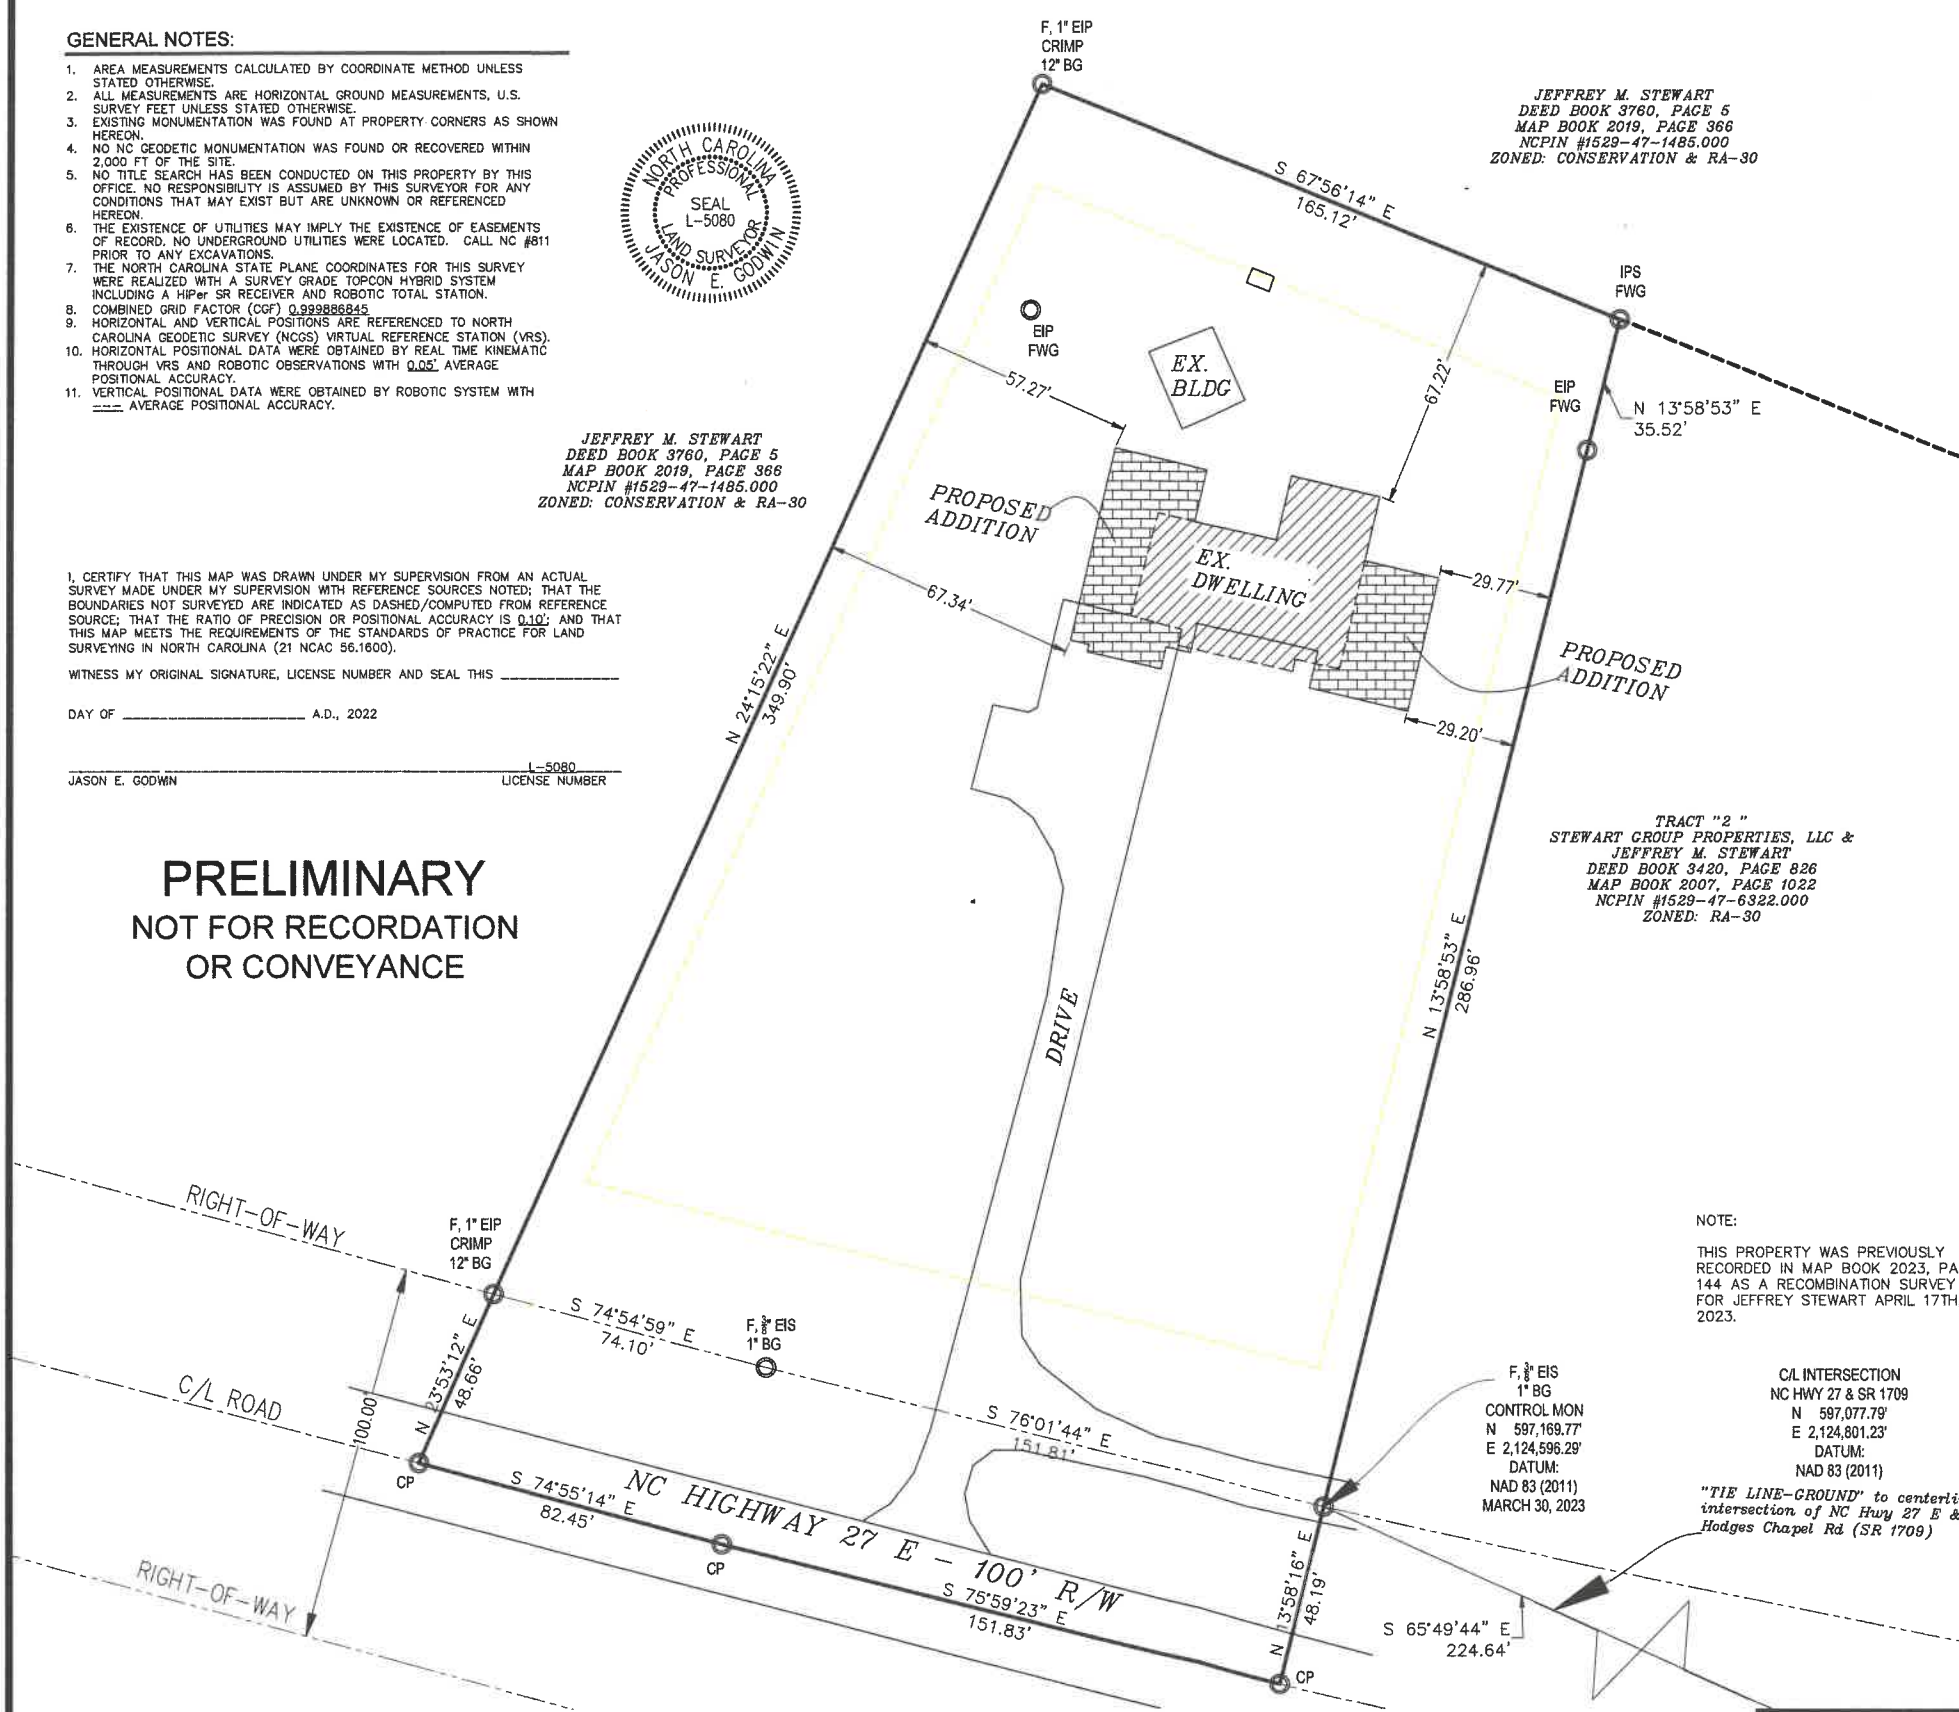 GENERAL NOTES:
1. AREA MEASUREMENTS CALCULATED BY COORDINATE METHOD UNLESS
STATED OTHERWISE.
2. ALL MEASUREMENTS ARE HORIZONTAL GROUND MEASUREMENTS, U.S.
SURVEY FEET UNLESS STATED OTHERWISE.
3. EXISTING MONUMENTATION WAS FOUND AT PROPERTY CORNERS AS SHOWN
HEREON.
4. NO NC GEODETIC MONUMENTATION WAS FOUND OR RECOVERED WITHIN
2,000 FT OF THE SITE.
5. NO TITLE SEARCH HAS BEEN CONDUCTED ON THIS PROPERTY BY THIS
OFFICE. NO RESPONSIBILITY IS ASSUMED BY THIS SURVEYOR FOR ANY
CONDITIONS THAT MAY EXIST BUT ARE UNKNOWN OR REFERENCED
HEREON.
6. THE EXISTENCE OF UTILITIES MAY IMPLY THE EXISTENCE OF EASEMENTS
OF RECORD. NO UNDERGROUND UTILITIES WERE LOCATED. CALL NC #811
PRIOR TO ANY EXCAVATIONS.
7. THE NORTH CAROLINA STATE PLANE COORDINATES FOR THIS SURVEY
WERE REALIZED WITH A SURVEY GRADE TOPCON HYBRID SYSTEM
INCLUDING A HiPer SR RECEIVER AND ROBOTIC TOTAL STATION.
8. COMBINED GRID FACTOR (CGF) 0.999886845
9. HORIZONTAL AND VERTICAL POSITIONS ARE REFERENCED TO NORTH
CAROLINA GEODETIC SURVEY (NCGS) VIRTUAL REFERENCE STATION (VRS).
10. HORIZONTAL POSITIONAL DATA WERE OBTAINED BY REAL TIME KINEMATIC
THROUGH VRS AND ROBOTIC OBSERVATIONS WITH 0.05' AVERAGE
POSITIONAL ACCURACY.
11. VERTICAL POSITIONAL DATA WERE OBTAINED BY ROBOTIC SYSTEM WITH
--- AVERAGE POSITIONAL ACCURACY.
NORTH CAROLINA
PROFESSIONAL
SEAL
L-5080
LAND SURVEYOR
JASON E. GODWIN
F, 1" EIP
CRIMP
12" BG
JEFFREY M. STEWART
DEED BOOK 3760, PAGE 5
MAP BOOK 2019, PAGE 366
NCPIN #1529-47-1485.000
ZONED: CONSERVATION & RA-30
S 67°56'14" E
165.12'
IPS
FWG
EIP
FWG
EX.
BLDG
57.27'
67.22'
EIP
FWG
N 13°58'53" E
35.52'
JEFFREY M. STEWART
DEED BOOK 3760, PAGE 5
MAP BOOK 2019, PAGE 366
NCPIN #1529-47-1485.000
ZONED: CONSERVATION & RA-30
PROPOSED
ADDITION
EX.
DWELLING
29.77'
67.34'
PROPOSED
ADDITION
29.20'
N 24°15'22" E
349.90'
I, CERTIFY THAT THIS MAP WAS DRAWN UNDER MY SUPERVISION FROM AN ACTUAL
SURVEY MADE UNDER MY SUPERVISION WITH REFERENCE SOURCES NOTED; THAT THE
BOUNDARIES NOT SURVEYED ARE INDICATED AS DASHED/COMPUTED FROM REFERENCE
SOURCE; THAT THE RATIO OF PRECISION OR POSITIONAL ACCURACY IS 0.10'; AND THAT
THIS MAP MEETS THE REQUIREMENTS OF THE STANDARDS OF PRACTICE FOR LAND
SURVEYING IN NORTH CAROLINA (21 NCAC 56.1600).
WITNESS MY ORIGINAL SIGNATURE, LICENSE NUMBER AND SEAL THIS ______________
DAY OF ______________________ A.D., 2022
L-5080
JASON E. GODWIN LICENSE NUMBER
PRELIMINARY
NOT FOR RECORDATION
OR CONVEYANCE
TRACT "2 "
STEWART GROUP PROPERTIES, LLC &
JEFFREY M. STEWART
DEED BOOK 3420, PAGE 826
MAP BOOK 2007, PAGE 1022
NCPIN #1529-47-6322.000
ZONED: RA-30
N 13°58'53" E
286.96'
DRIVE
RIGHT-OF-WAY
F, 1" EIP
CRIMP
12" BG
NOTE:
THIS PROPERTY WAS PREVIOUSLY
RECORDED IN MAP BOOK 2023, PA
144 AS A RECOMBINATION SURVEY
FOR JEFFREY STEWART APRIL 17TH
2023.
S 74°54'59" E
74.10'
F, 3/8" EIS
1" BG
N 23°53'12" E
48.66'
C/L ROAD
100.00'
CP
S 76°01'44" E
151.81'
F, 3/8" EIS
1" BG
CONTROL MON
N 597,169.77'
E 2,124,596.29'
DATUM:
NAD 83 (2011)
MARCH 30, 2023
C/L INTERSECTION
NC HWY 27 & SR 1709
N 597,077.79'
E 2,124,801.23'
DATUM:
NAD 83 (2011)
"TIE LINE-GROUND" to centerli
intersection of NC Hwy 27 E &
Hodges Chapel Rd (SR 1709)
S 74°55'14" E
82.45'
NC HIGHWAY 27 E - 100' R/W
CP
RIGHT-OF-WAY
S 75°59'23" E
151.83'
N 13°58'16" E
48.19'
S 65°49'44" E
224.64'
CP